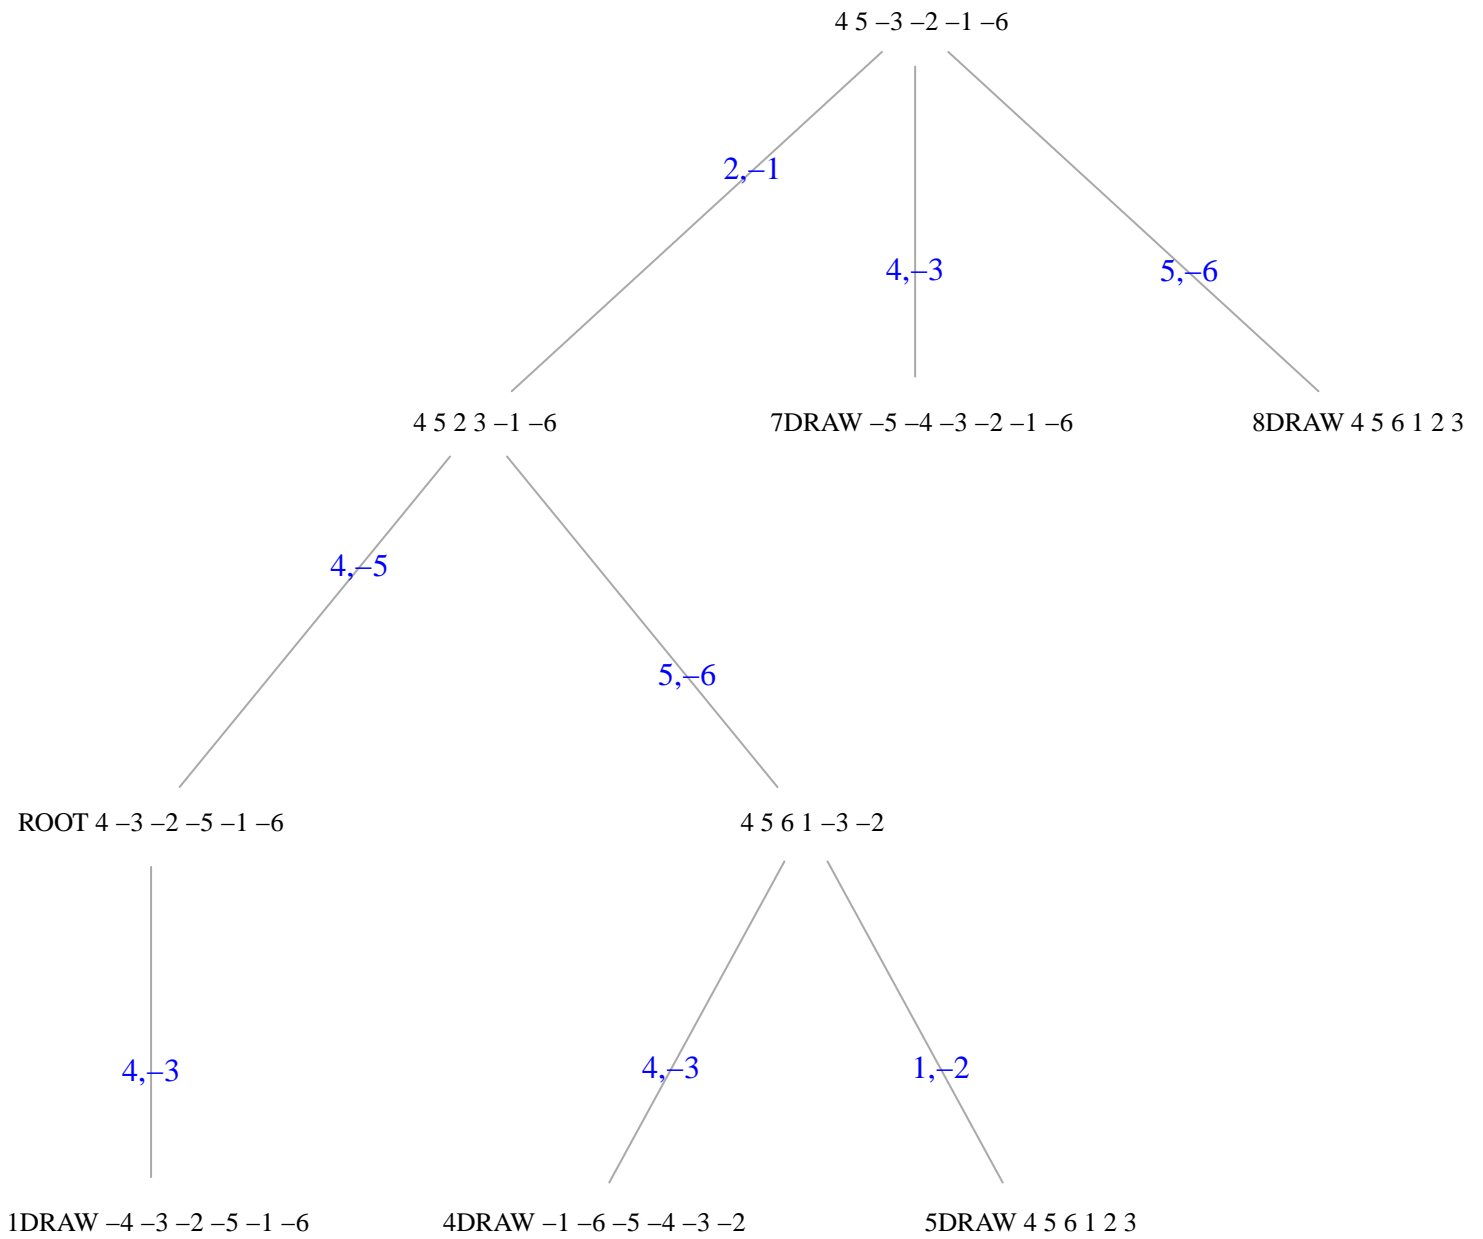 4 5 –3 –2 –1 –6
2,–1
4,–3
5,–6
4 5 2 3 –1 –6
7DRAW –5 –4 –3 –2 –1 –6
8DRAW 4 5 6 1 2 3
4,–5
5,–6
ROOT 4 –3 –2 –5 –1 –6
4 5 6 1 –3 –2
4,–3
4,–3
1,–2
1DRAW –4 –3 –2 –5 –1 –6
4DRAW –1 –6 –5 –4 –3 –2
5DRAW 4 5 6 1 2 3